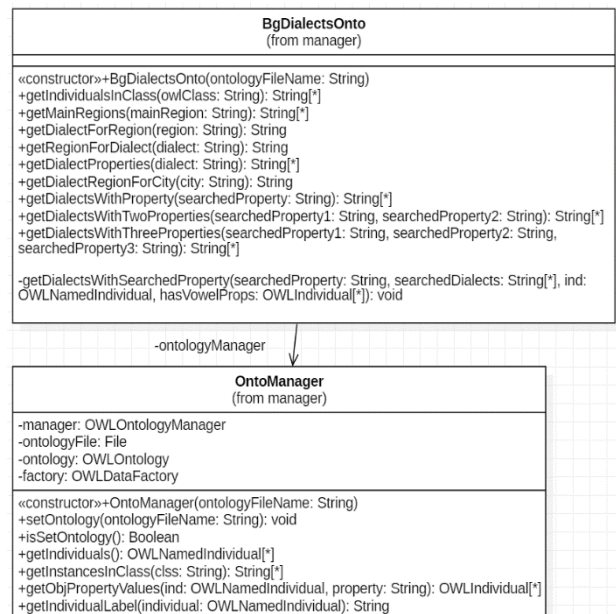 BgDialectsOnto
(from manager)
«constructor»+BgDialectsOnto(ontologyFileName: String)
+getIndividualsInClass(owlClass: String): String[*]
+getMainRegions(mainRegion: String): String[*]
+getDialectForRegion(region: String): String
+getRegionForDialect(dialect: String): String
+getDialectProperties(dialect: String): String[*]
+getDialectRegionForCity(city: String): String
+getDialectsWithProperty(searchedProperty: String): String[*]
+getDialectsWithTwoProperties(searchedProperty1: String, searchedProperty2: String): String[*]
+getDialectsWithThreeProperties(searchedProperty1: String, searchedProperty2: String,
searchedProperty3: String): String[*]
-getDialectsWithSearchedProperty(searchedProperty: String, searchedDialects: String[*], ind:
OWLNamedIndividual, hasVowelProps: OWLIndividual[*]): void
-ontologyManager
OntoManager
(from manager)
-manager: OWLOntologyManager
-ontologyFile: File
-ontology: OWLOntology
-factory: OWLDataFactory
«constructor»+OntoManager(ontologyFileName: String)
+setOntology(ontologyFileName: String): void
+isSetOntology(): Boolean
+getIndividuals(): OWLNamedIndividual[*]
+getInstancesInClass(clss: String): String[*]
+getObjPropertyValues(ind: OWLNamedIndividual, property: String): OWLIndividual[*]
+getIndividualLabel(individual: OWLNamedIndividual): String